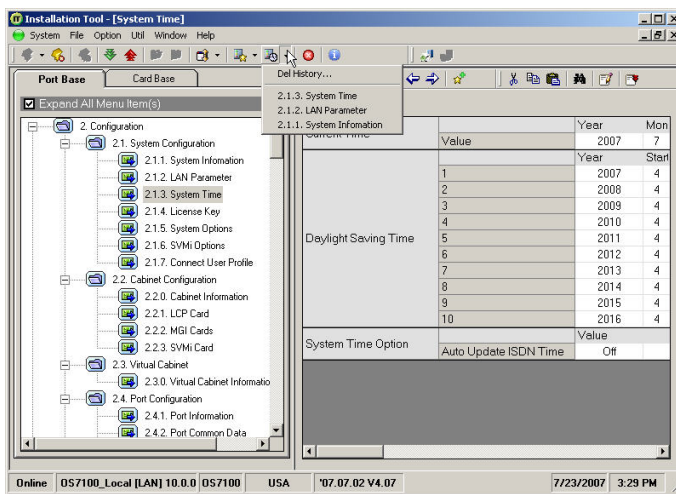 Installation Tool - [System Time]
System File Option Util Window Help
Port Base Card Base
Del History...
2.1.3. System Time
2.1.2. LAN Parameter
2.1.1. System Infomation
Expand All Menu Item(s)
2. Configuration
2.1. System Configuration
2.1.1. System Infomation
2.1.2. LAN Parameter
2.1.3. System Time
2.1.4. License Key
2.1.5. System Options
2.1.6. SVMi Options
2.1.7. Connect User Profile
2.2. Cabinet Configuration
2.2.0. Cabinet Information
2.2.1. LCP Card
2.2.2. MGI Cards
2.2.3. SVMi Card
2.3. Virtual Cabinet
2.3.0. Virtual Cabinet Informatio
2.4. Port Configuration
2.4.1. Port Information
2.4.2. Port Common Data
Year Mon
Value 2007 7
Year Start
1 2007 4
2 2008 4
3 2009 4
4 2010 4
Daylight Saving Time 5 2011 4
6 2012 4
7 2013 4
8 2014 4
9 2015 4
10 2016 4
Value
System Time Option Auto Update ISDN Time Off
Online OS7100_Local [LAN] 10.0.0 OS7100 USA '07.07.02 V4.07 7/23/2007 3:29 PM